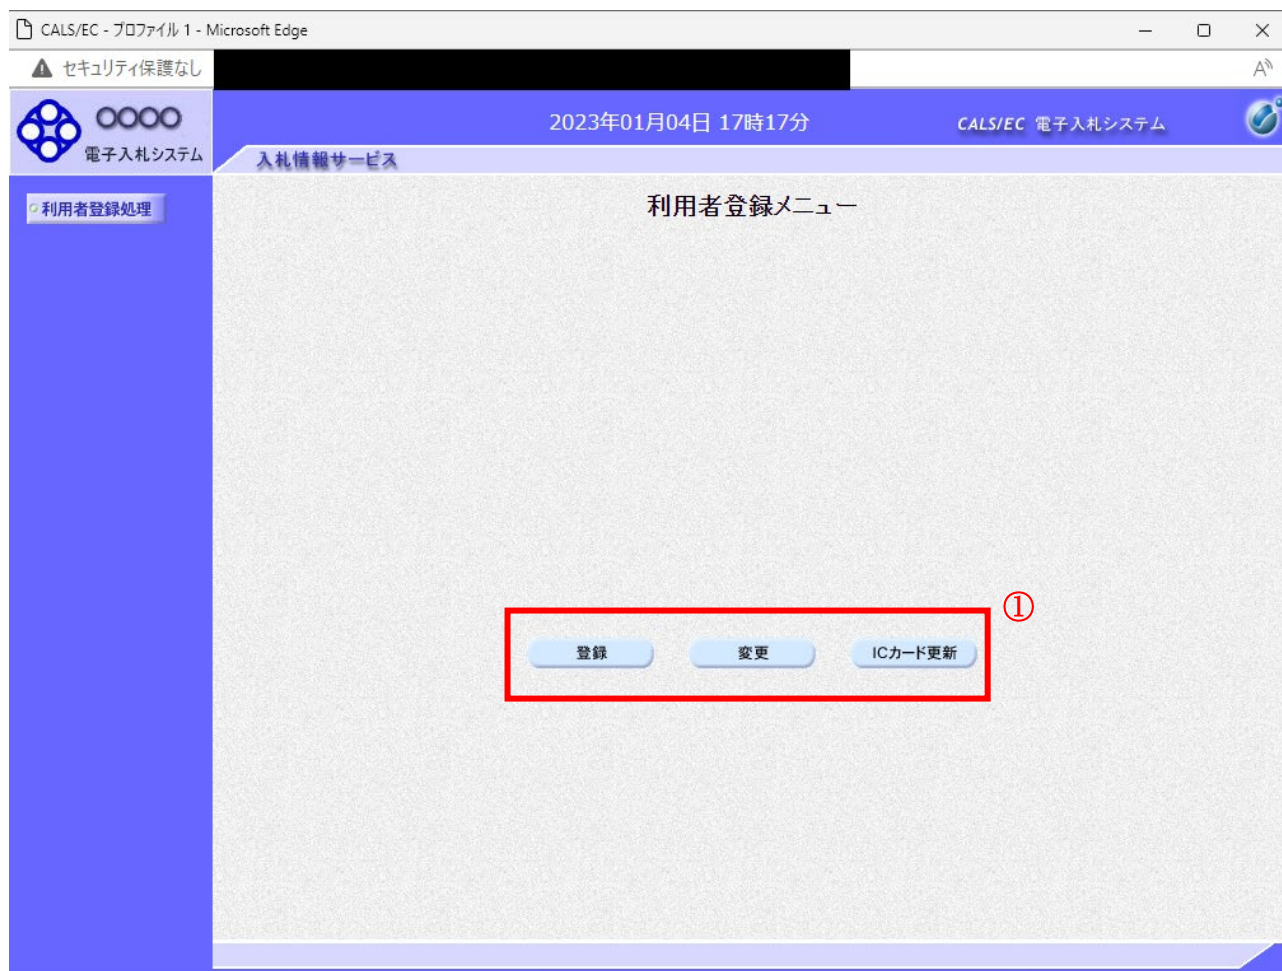 CALS/EC - プロファイル 1 - Microsoft Edge
セキュリティ保護なし
A
○○○○
電子入札システム
2023年01月04日 17時17分
CALS/EC 電子入札システム
入札情報サービス
利用者登録処理
利用者登録メニュー
①
登録 変更 ICカード更新